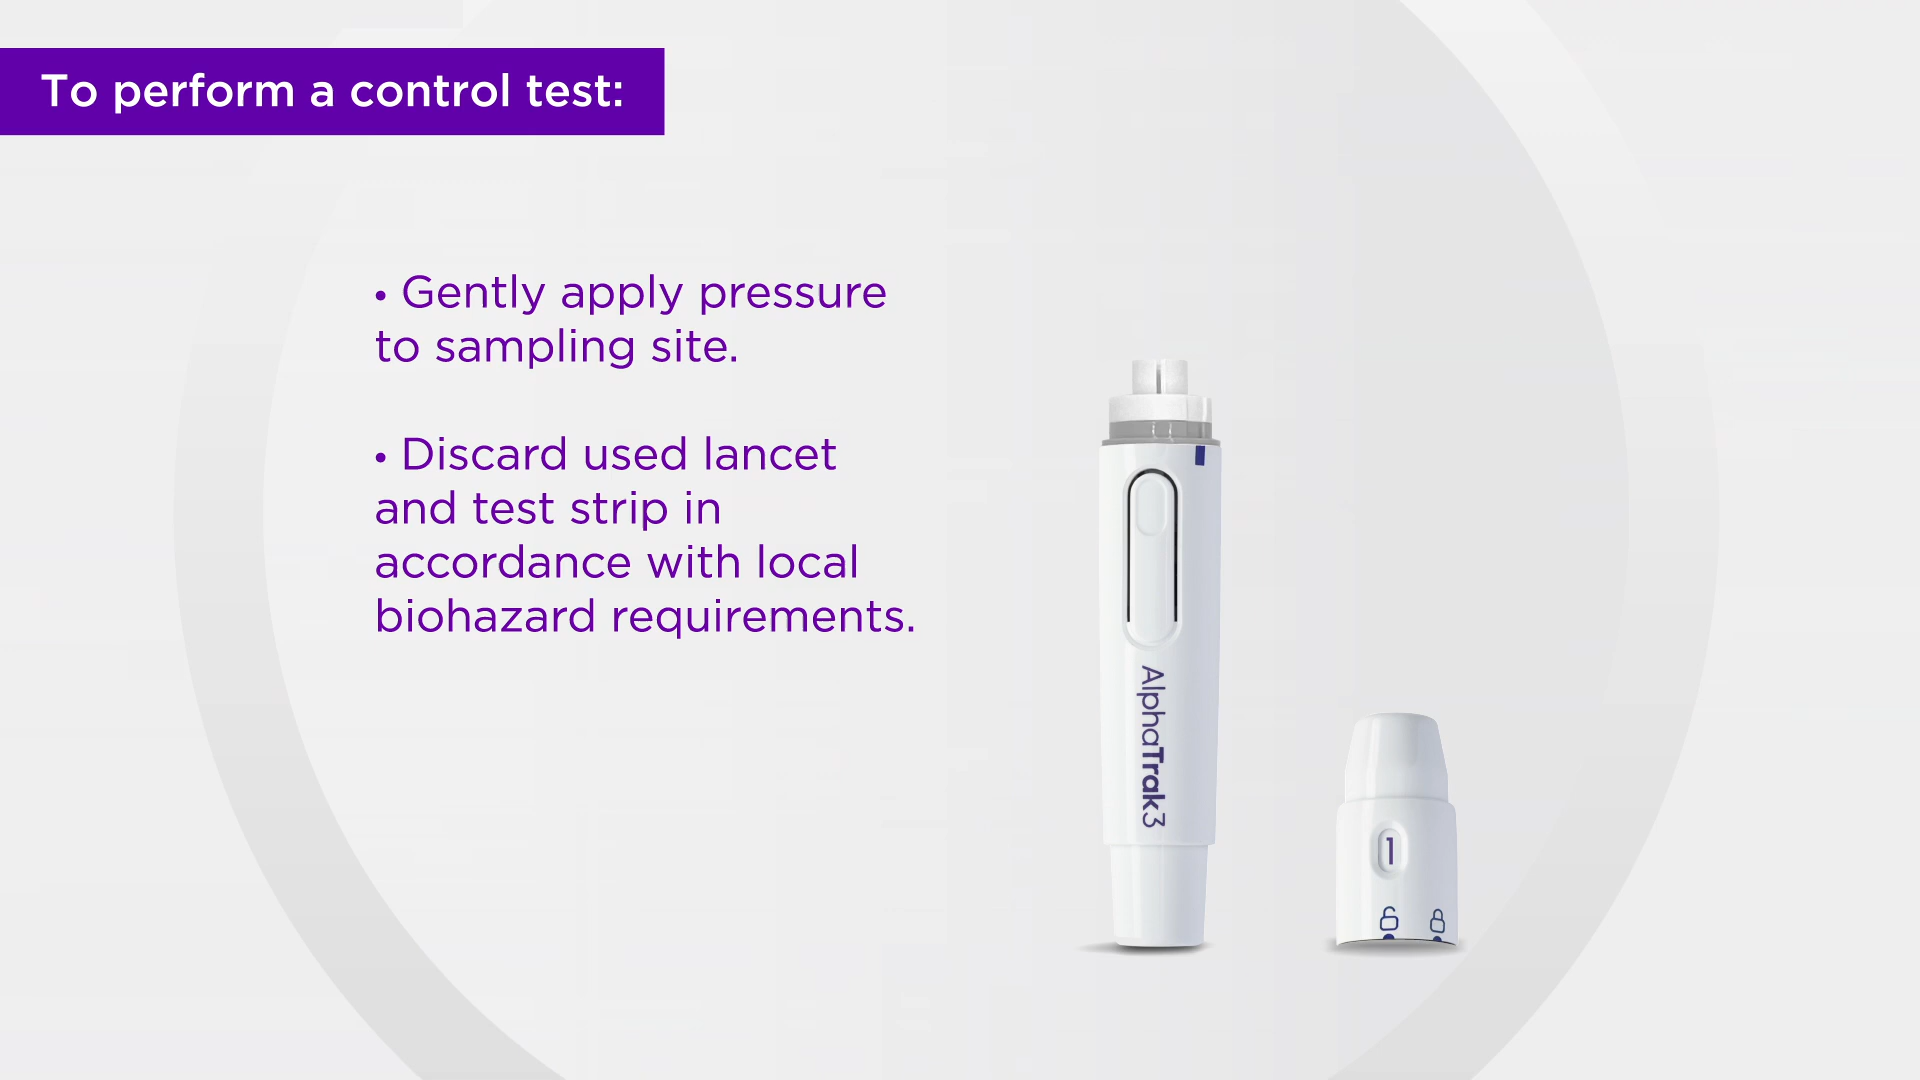 To perform a control test:
• Gently apply pressure
to sampling site.
• Discard used lancet
and test strip in
accordance with local
biohazard requirements.
AlphaTrak3
1